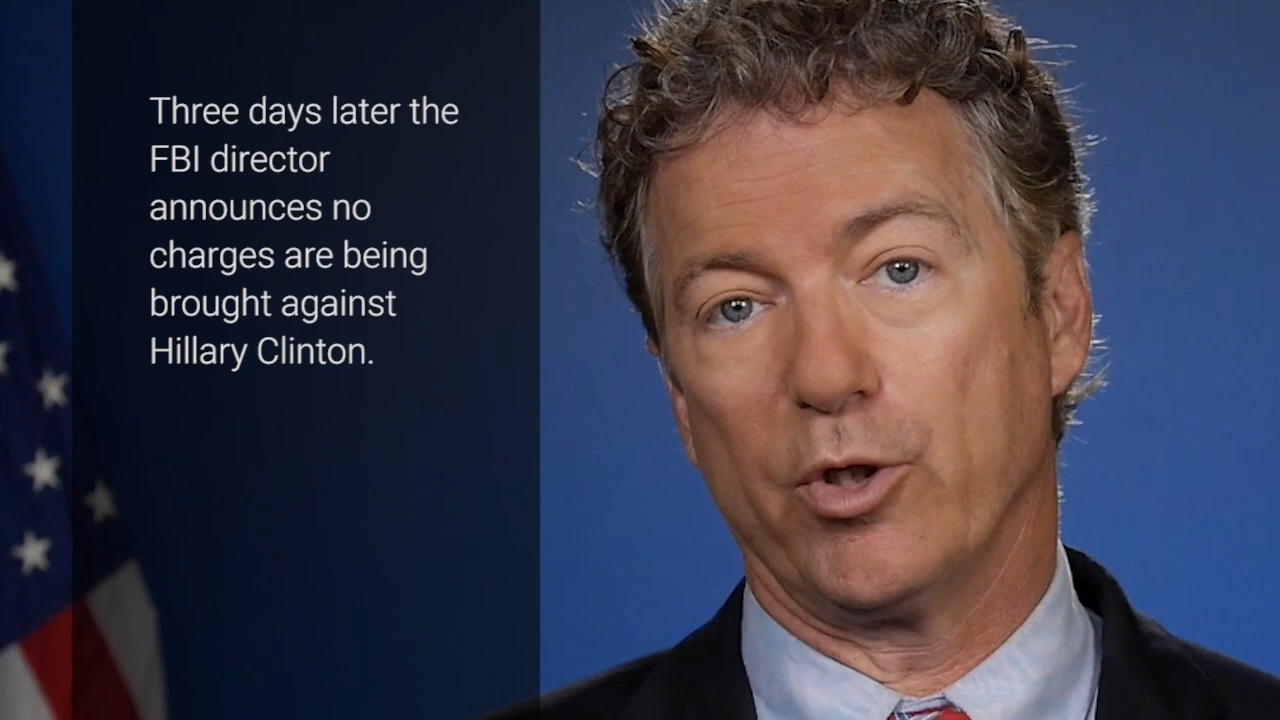 Three days later the
FBI director
announces no
charges are being
brought against
Hillary Clinton.